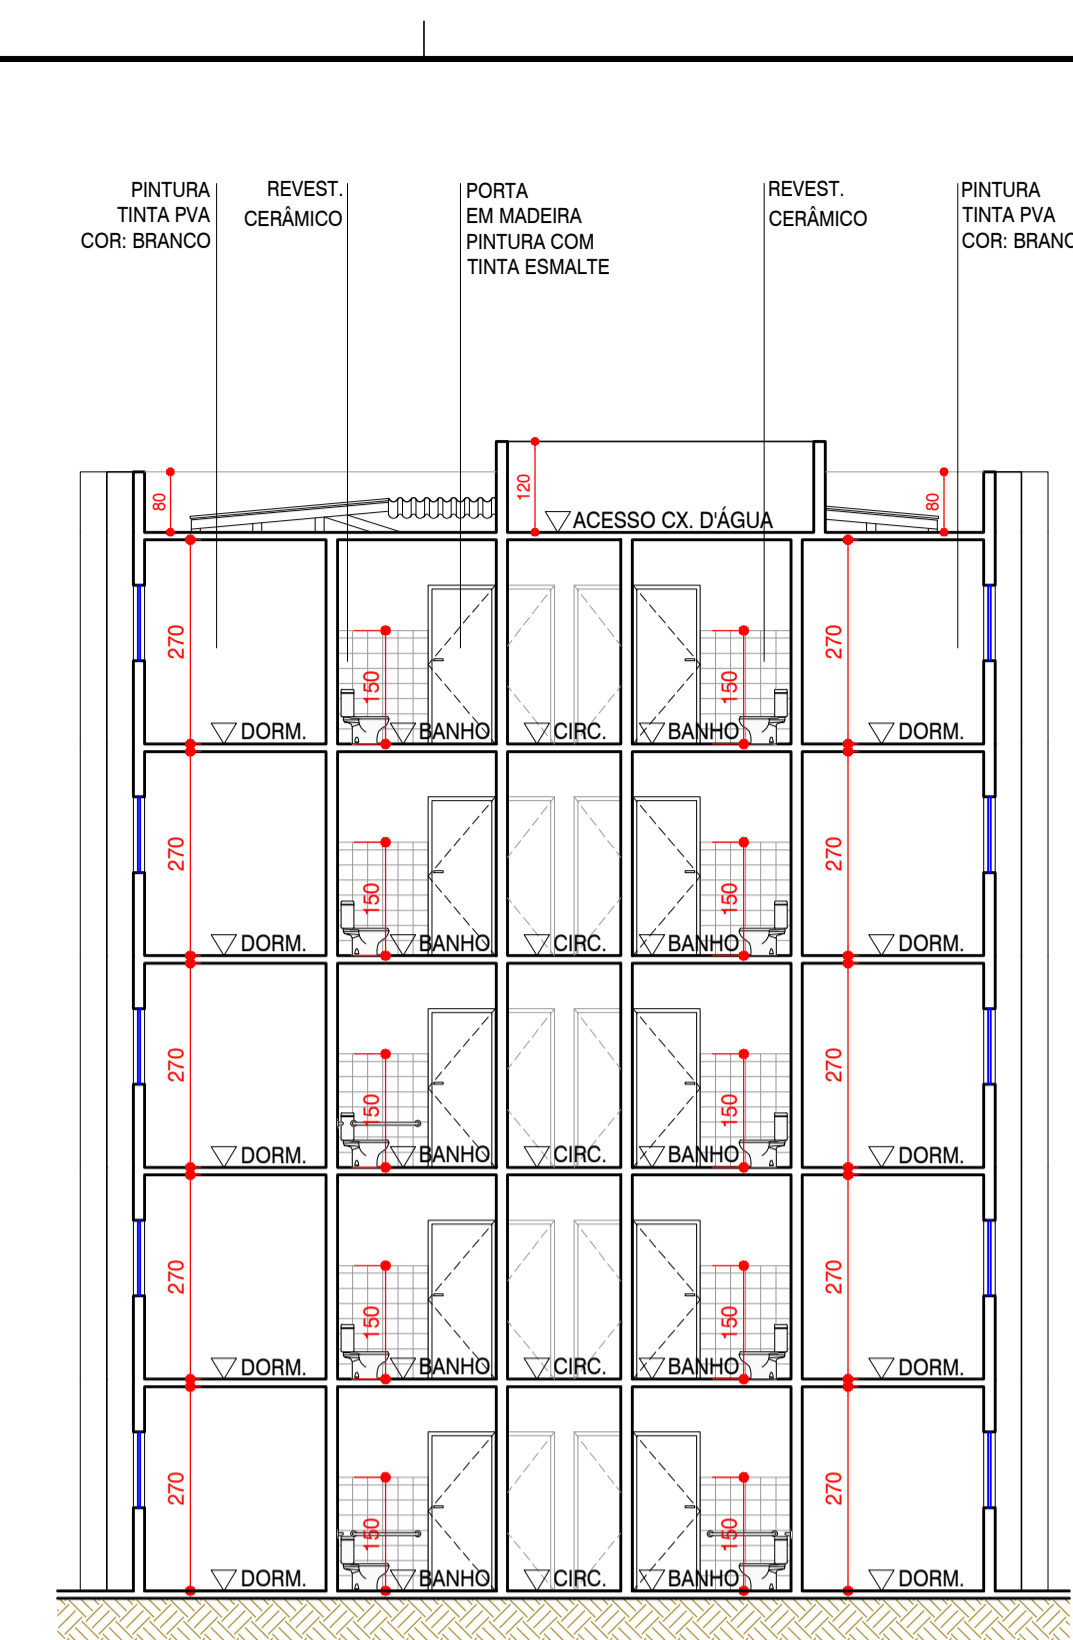 PINTURA
TINTA PVA
COR: BRANCO
REVEST.
CERÂMICO
PORTA
EM MADEIRA
PINTURA COM
TINTA ESMALTE
REVEST.
CERÂMICO
PINTURA
TINTA PVA
COR: BRANC
80
120
ACESSO CX. D'ÁGUA
80
270
150
150
270
DORM.
BANHO
CIRC.
BANHO
DORM.
270
150
150
270
DORM.
BANHO
CIRC.
BANHO
DORM.
270
150
150
270
DORM.
BANHO
CIRC.
BANHO
DORM.
270
150
150
270
DORM.
BANHO
CIRC.
BANHO
DORM.
270
150
150
270
DORM.
BANHO
CIRC.
BANHO
DORM.